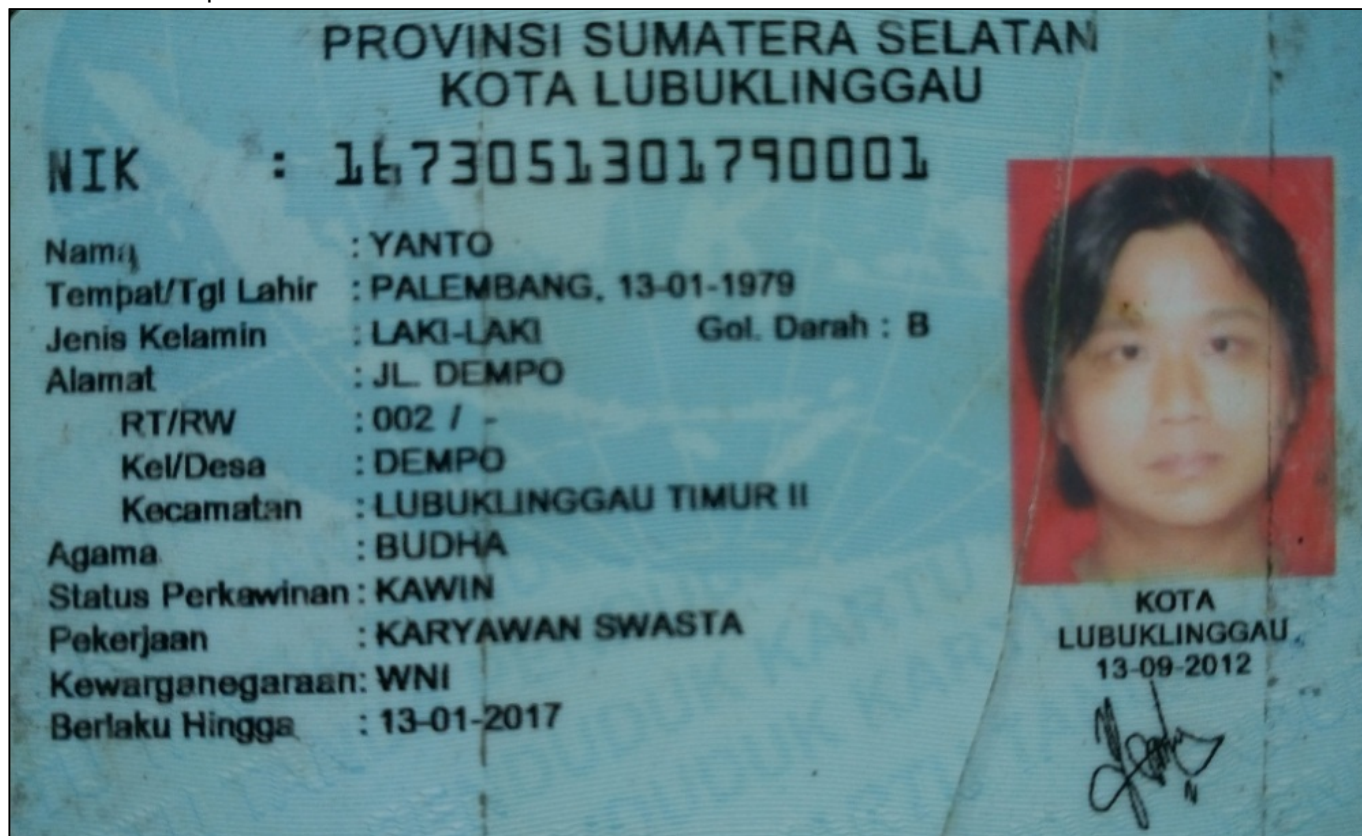 PROVINSI SUMATERA SELATAN
KOTA LUBUKLINGGAU
NIK : 1673051301790001
Nama : YANTO
Tempat/Tgl Lahir : PALEMBANG, 13-01-1979
Jenis Kelamin : LAKI-LAKI Gol. Darah : B
Alamat : JL. DEMPO
RT/RW : 002 / -
Kel/Desa : DEMPO
Kecamatan : LUBUKLINGGAU TIMUR II
Agama : BUDHA
Status Perkawinan : KAWIN
Pekerjaan : KARYAWAN SWASTA
Kewarganegaraan: WNI
Berlaku Hingga : 13-01-2017
KOTA
LUBUKLINGGAU
13-09-2012